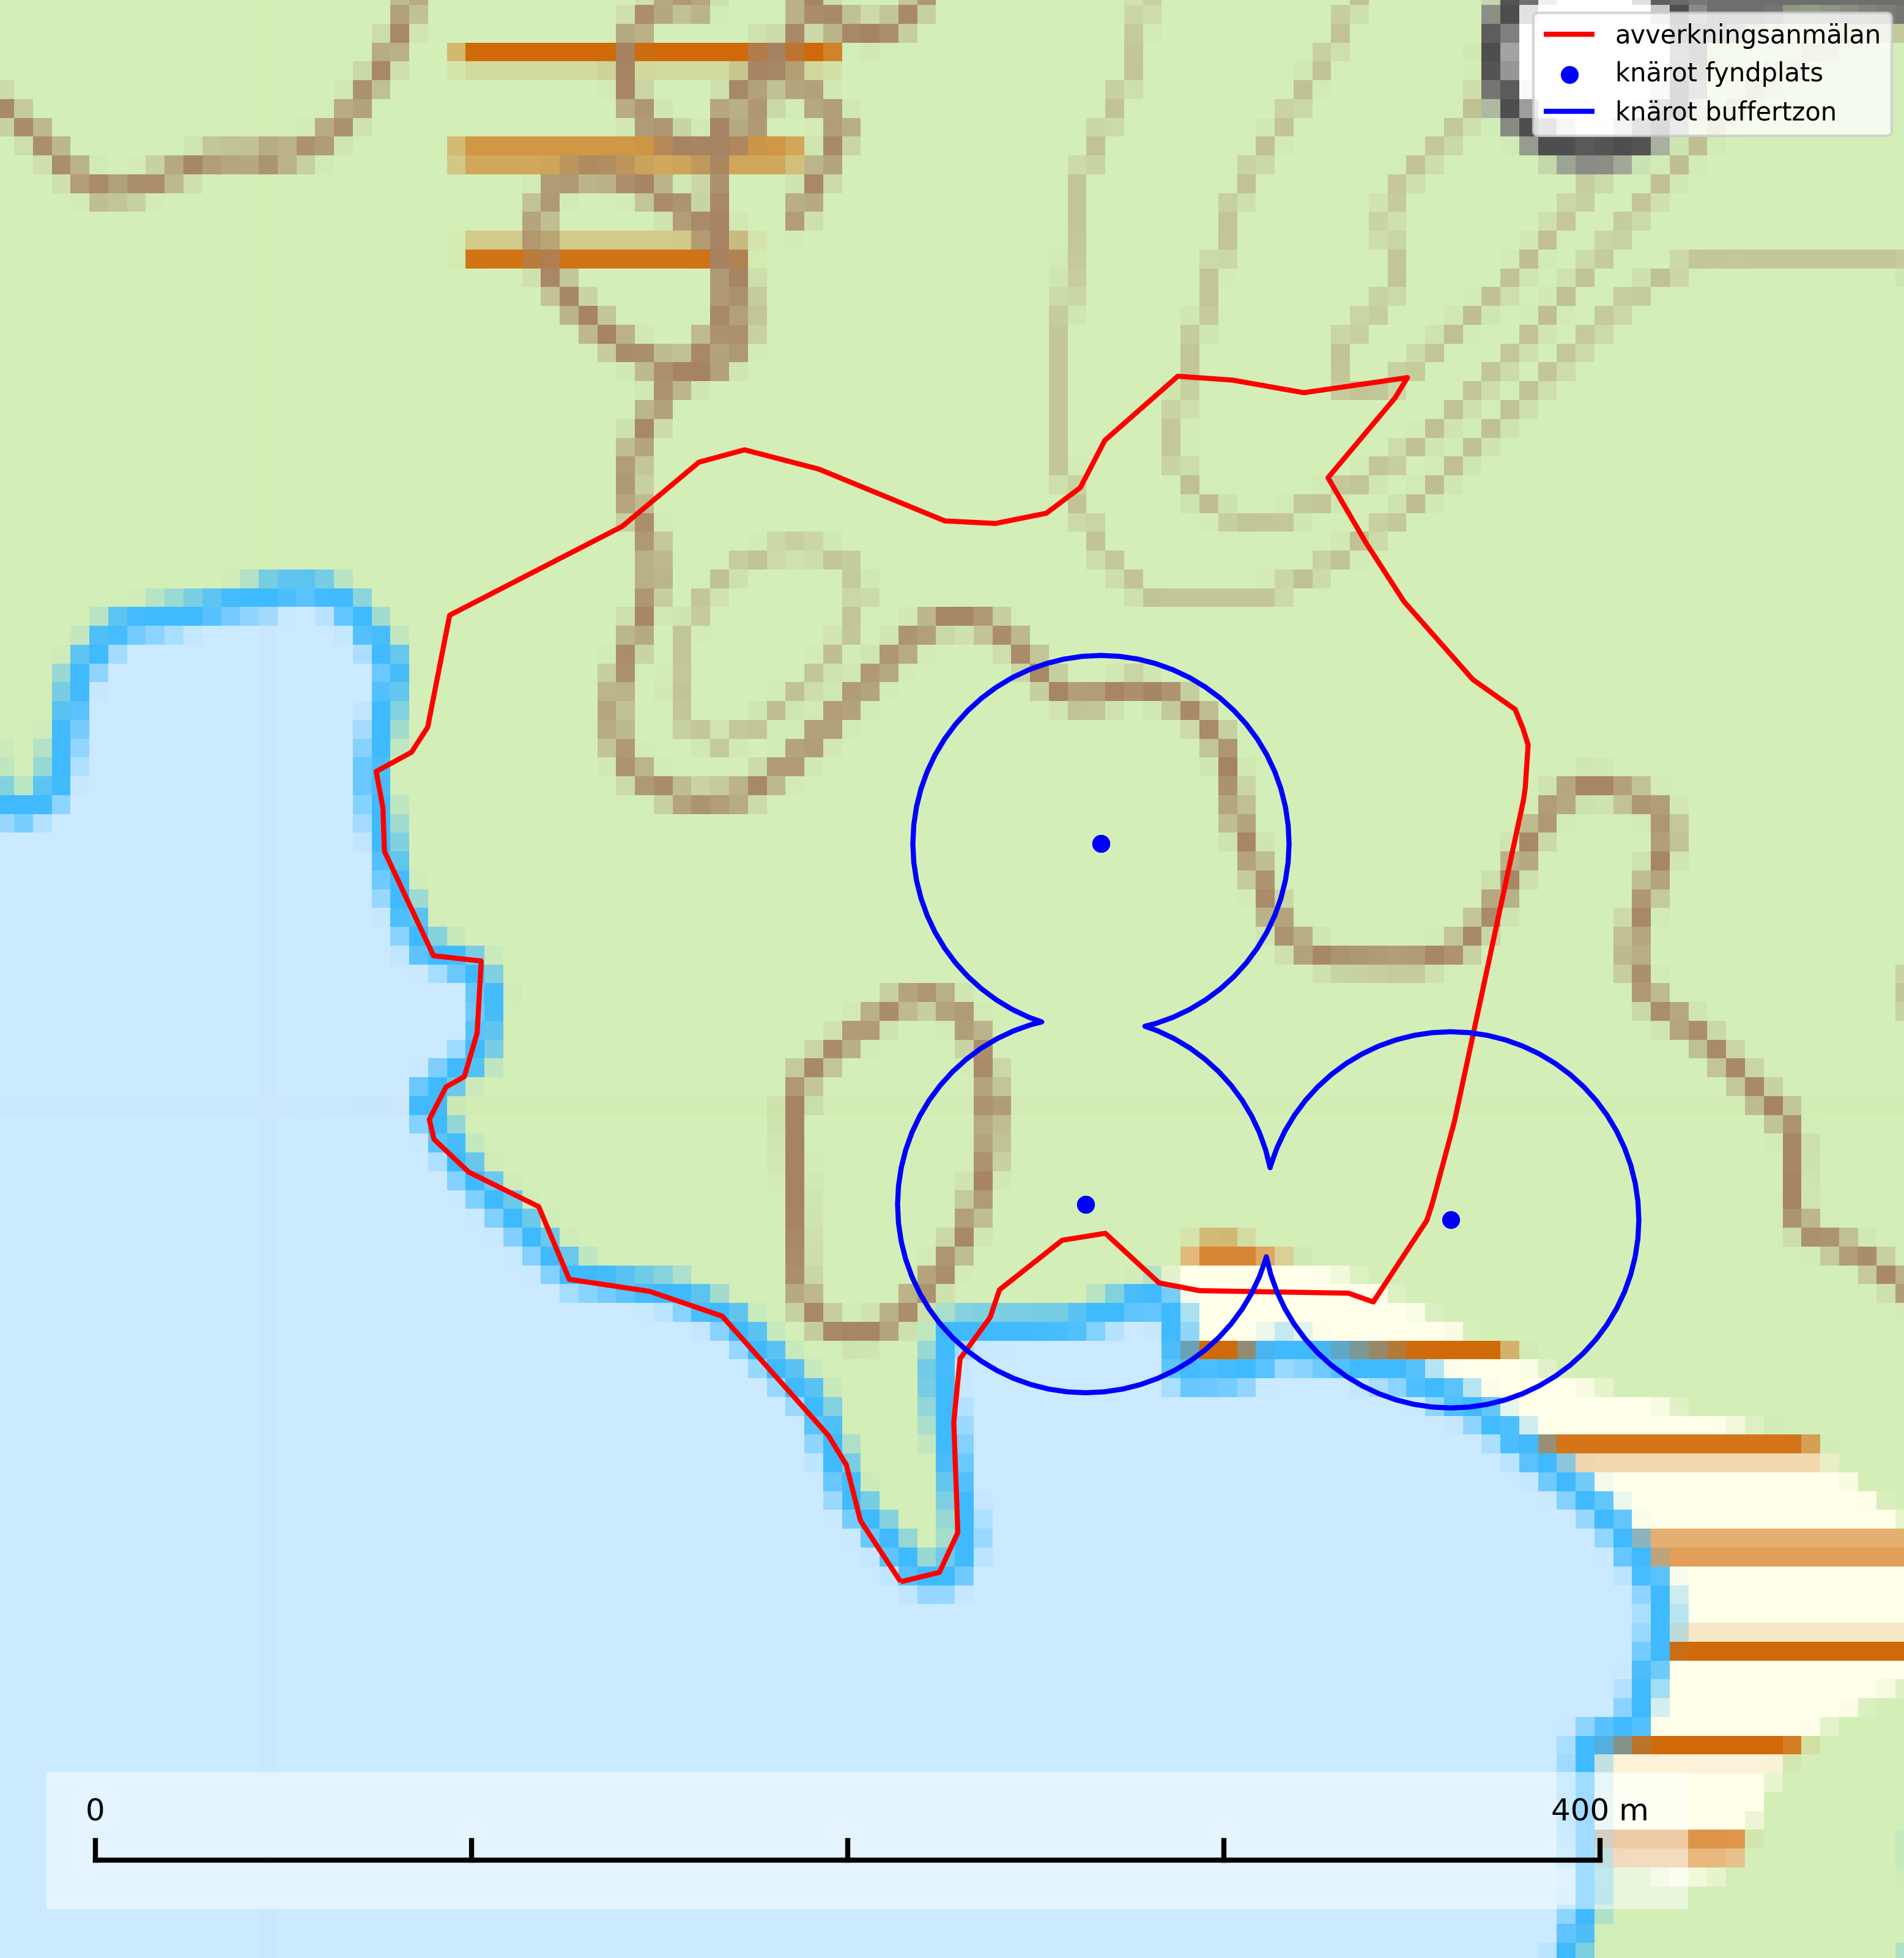 avverkningsanmälan
knärot fyndplats
knärot buffertzon
0 400 m